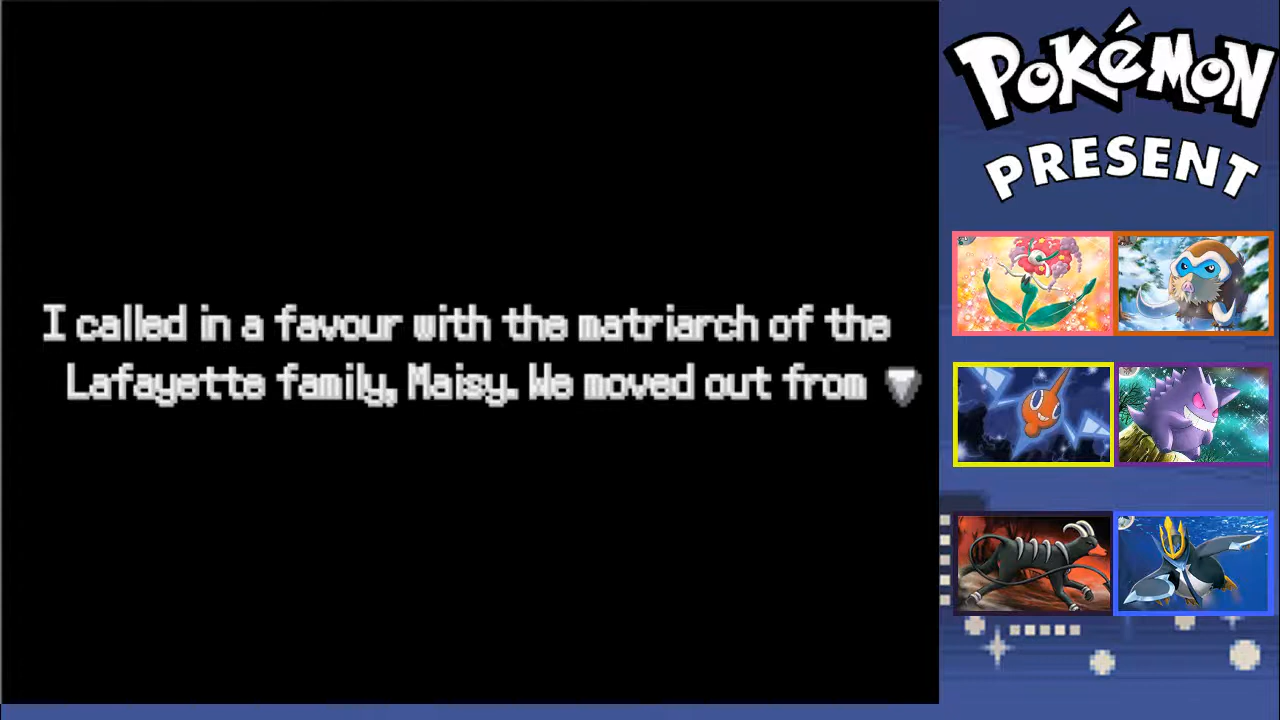 I called in a favour with the matriarch of the
Lafayette family, Maisy. We moved out from
POKéMON
PRESENT